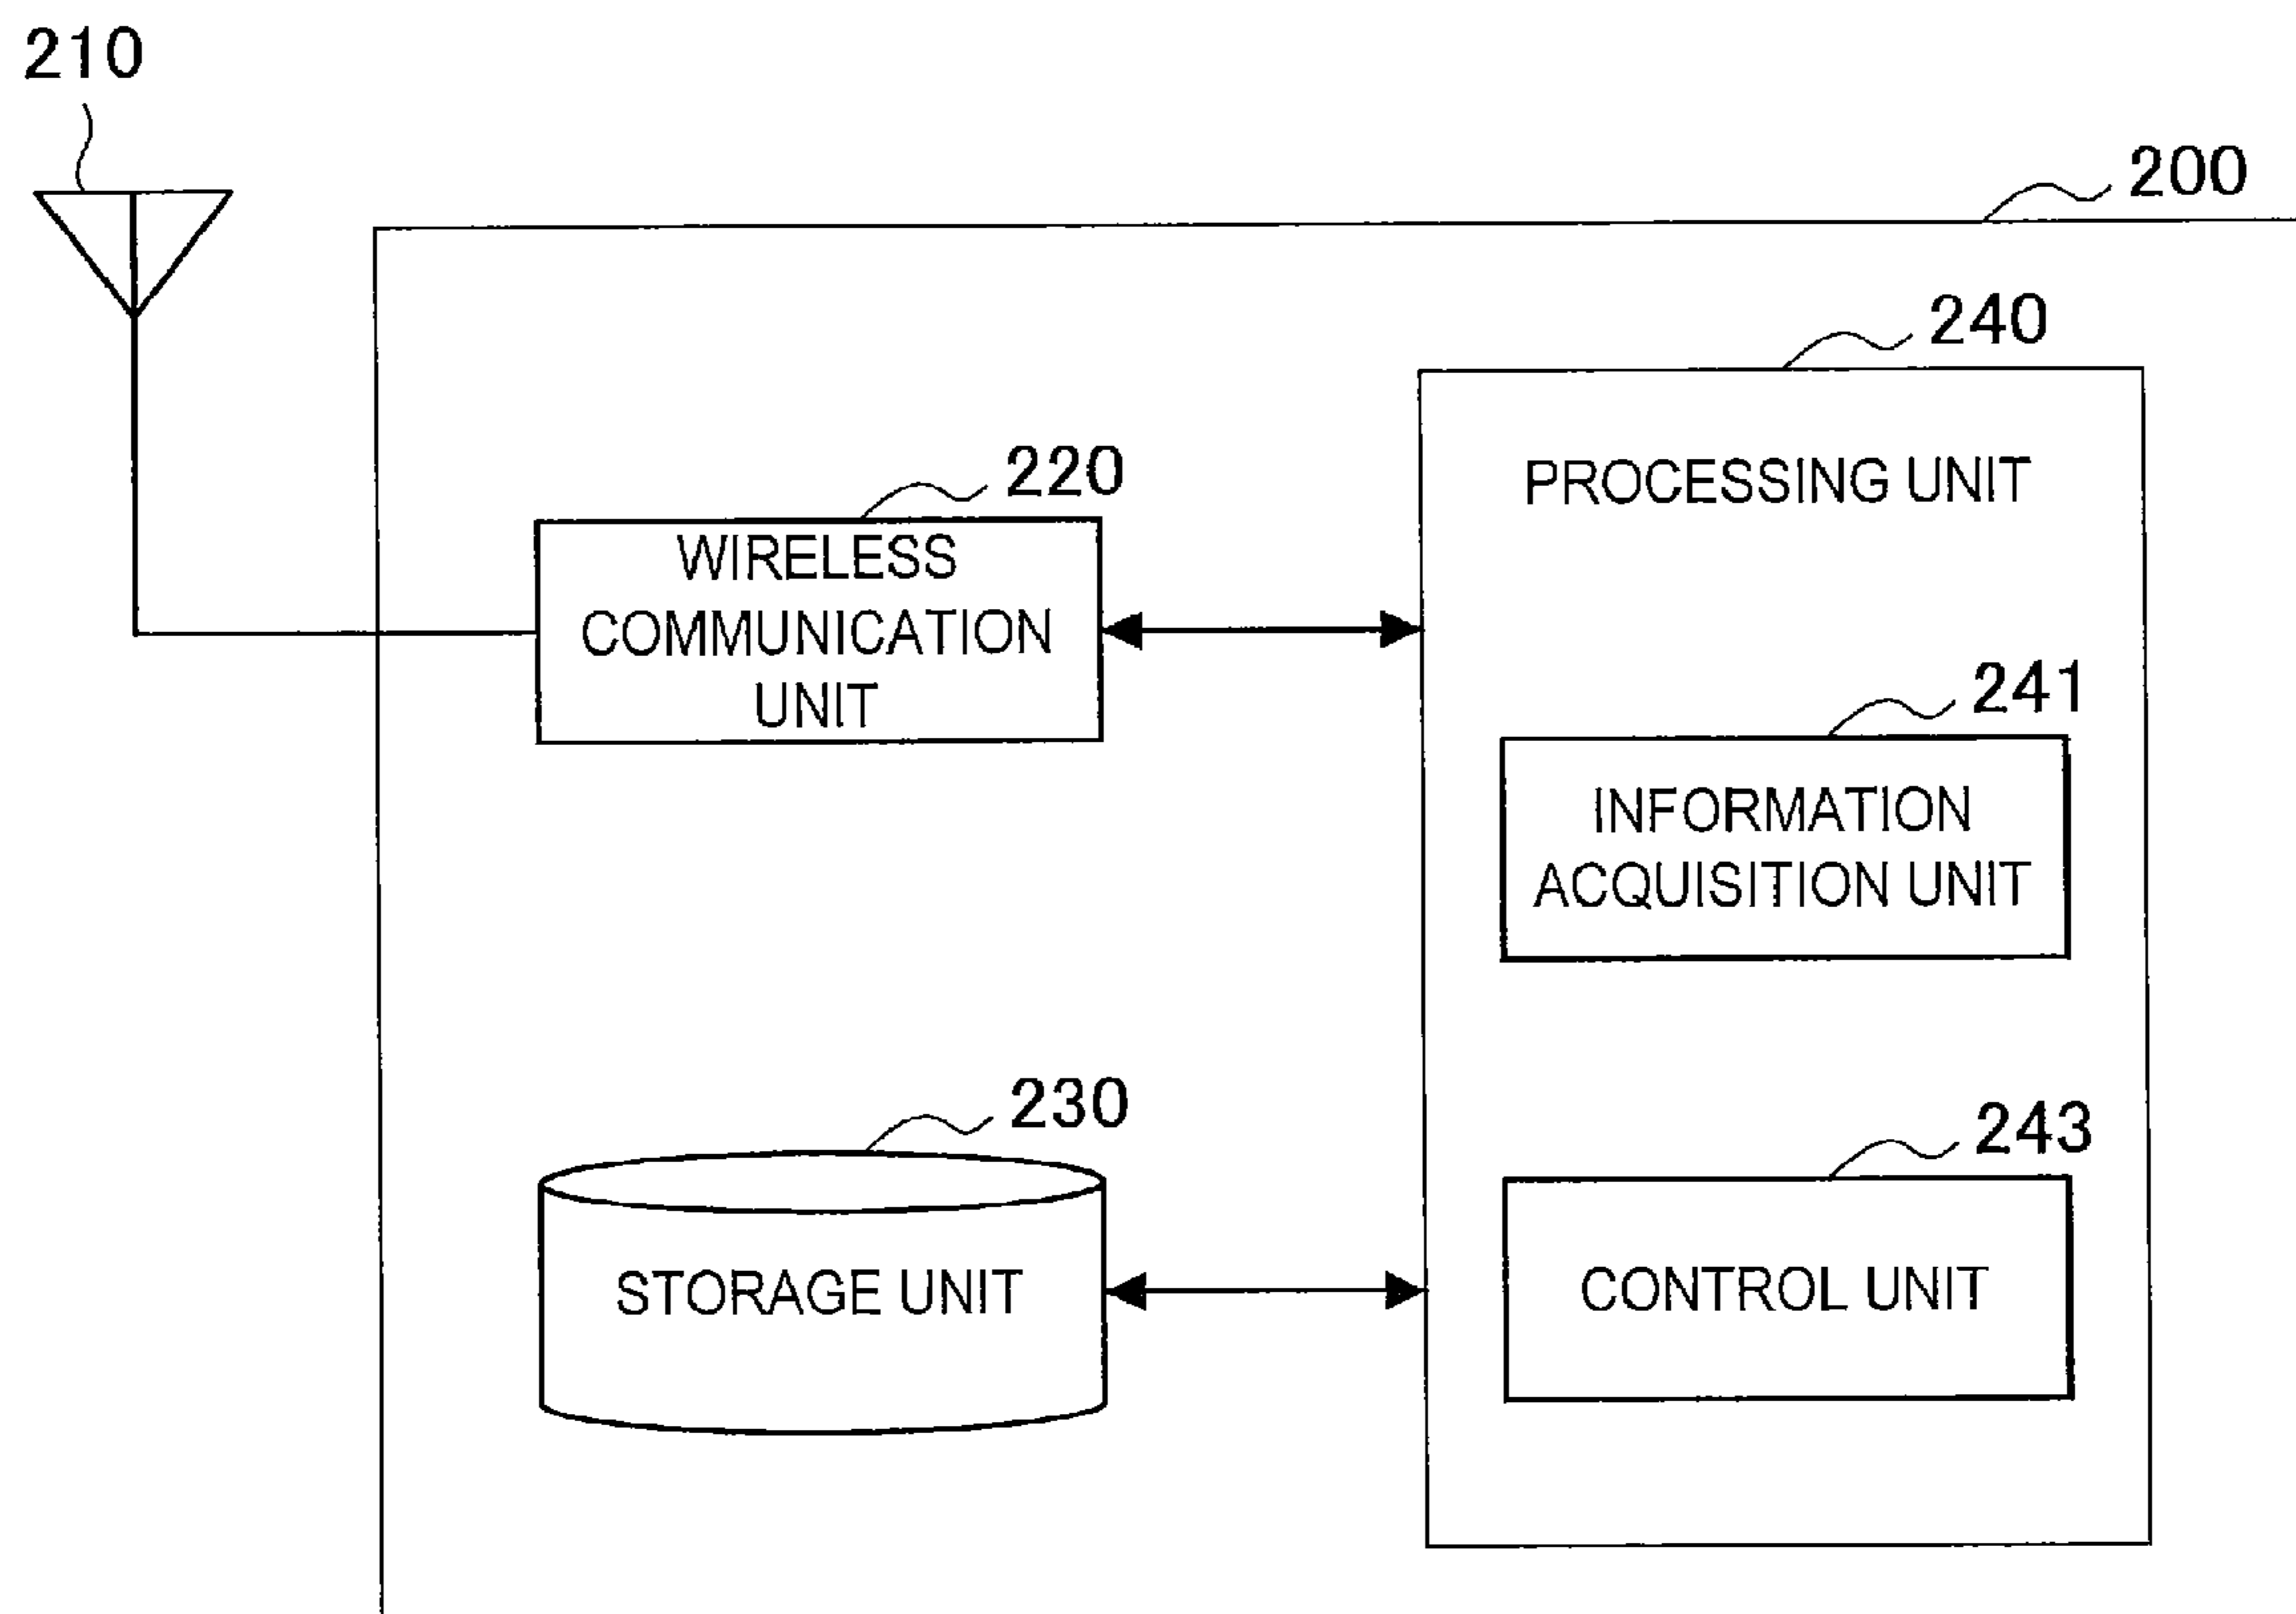 210
200
240
PROCESSING UNIT
220
WIRELESS
COMMUNICATION
UNIT
241
INFORMATION
ACQUISITION UNIT
230
STORAGE UNIT
243
CONTROL UNIT